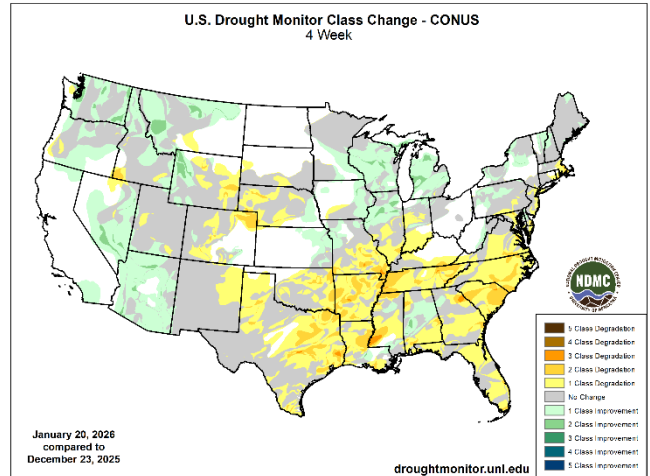 U.S. Drought Monitor Class Change - CONUS
4 Week
NDMC
5 Class Degradation
4 Class Degradation
3 Class Degradation
2 Class Degradation
1 Class Degradation
No Change
1 Class Improvement
2 Class Improvement
3 Class Improvement
4 Class Improvement
5 Class Improvement
January 20, 2026
compared to
December 23, 2025
droughtmonitor.unl.edu